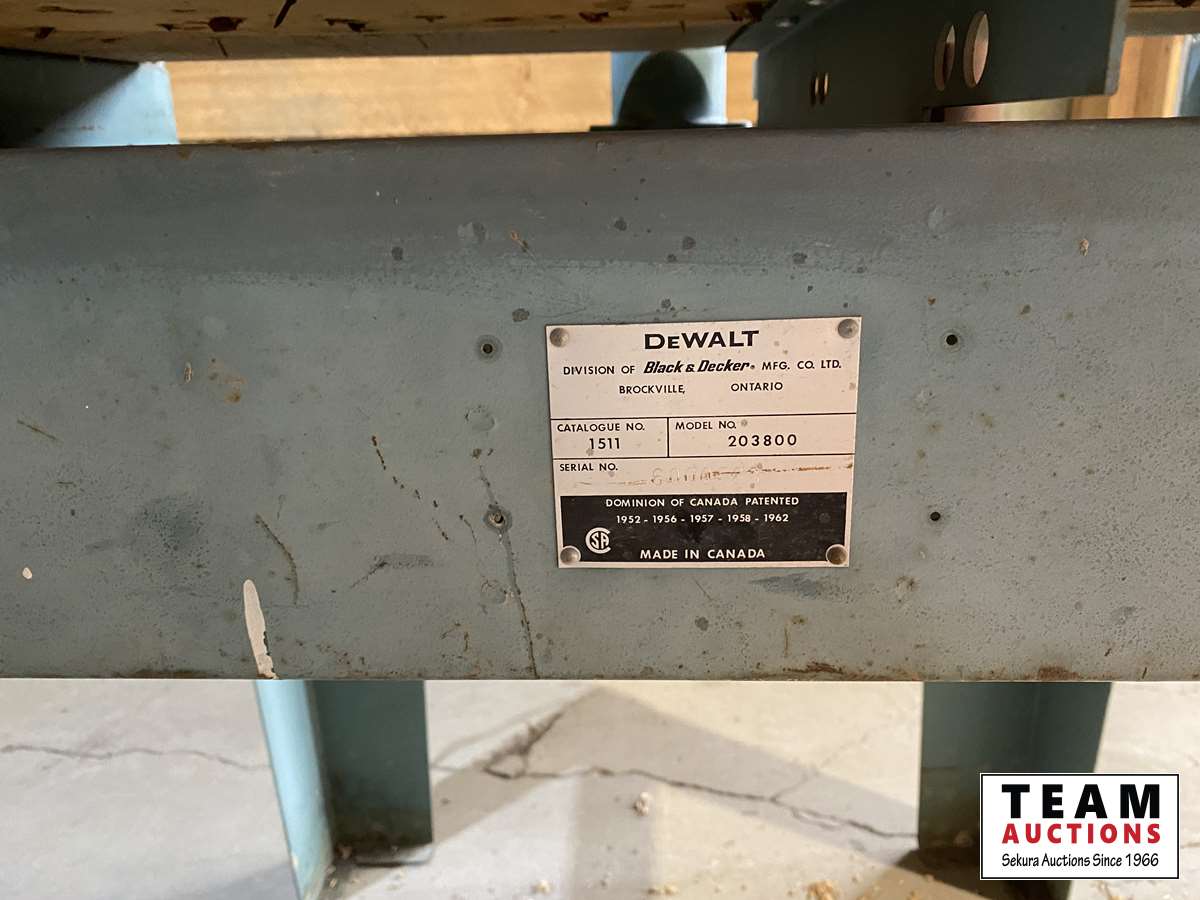 DEWALT
DIVISION OF Black & Decker® MFG. CO. LTD.
BROCKVILLE, ONTARIO
CATALOGUE NO. MODEL NO.
1511 203800
SERIAL NO.
DOMINION OF CANADA PATENTED
1952 - 1956 - 1957 - 1958 - 1962
CSA
MADE IN CANADA
TEAM
AUCTIONS
Sekura Auctions Since 1966